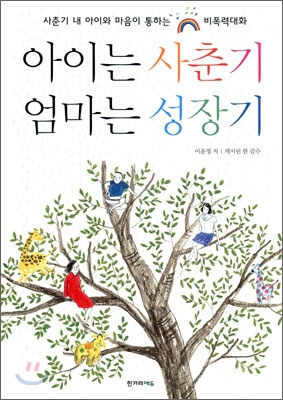 사춘기 내 아이와 마음이 통하는 비폭력대화
아이는 사춘기
엄마는 성장기
이윤정 저 | 캐서린 한 감수
한겨레에듀